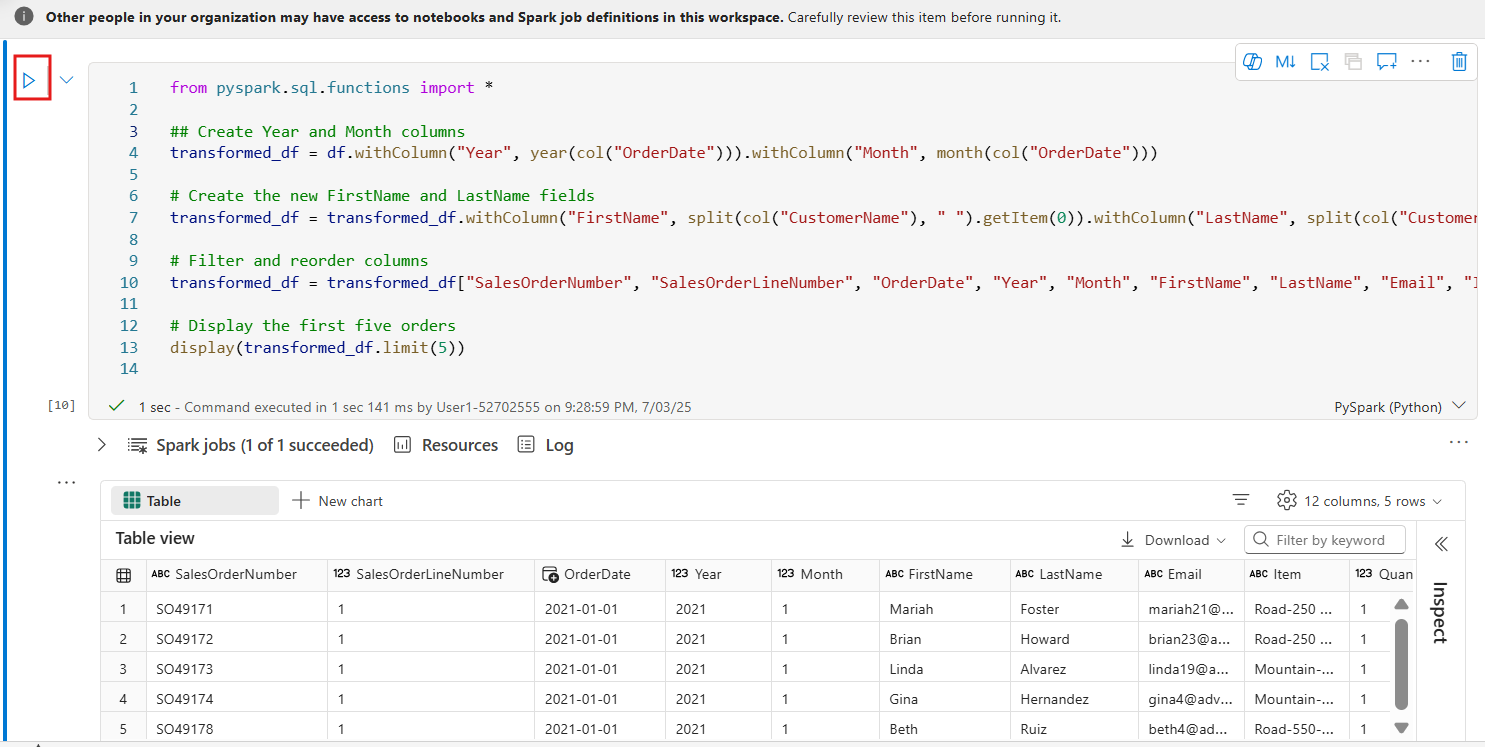 Other people in your organization may have access to notebooks and Spark job definitions in this workspace. Carefully review this item before running it.
M↓
1 from pyspark.sql.functions import *
2
3 ## Create Year and Month columns
4 transformed_df = df.withColumn("Year", year(col("OrderDate"))).withColumn("Month", month(col("OrderDate")))
5
6 # Create the new FirstName and LastName fields
7 transformed_df = transformed_df.withColumn("FirstName", split(col("CustomerName"), " ").getItem(0)).withColumn("LastName", split(col("Customer
8
9 # Filter and reorder columns
10 transformed_df = transformed_df["SalesOrderNumber", "SalesOrderLineNumber", "OrderDate", "Year", "Month", "FirstName", "LastName", "Email", "I
11
12 # Display the first five orders
13 display(transformed_df.limit(5))
14
[10] 1 sec - Command executed in 1 sec 141 ms by User1-52702555 on 9:28:59 PM, 7/03/25 PySpark (Python)
Spark jobs (1 of 1 succeeded) Resources Log
Table New chart 12 columns, 5 rows
Table view Download Filter by keyword
ABC SalesOrderNumber 123 SalesOrderLineNumber OrderDate 123 Year 123 Month ABC FirstName ABC LastName ABC Email ABC Item 123 Quan
1 SO49171 1 2021-01-01 2021 1 Mariah Foster mariah21@... Road-250 ... 1
2 SO49172 1 2021-01-01 2021 1 Brian Howard brian23@a... Road-250 ... 1
3 SO49173 1 2021-01-01 2021 1 Linda Alvarez linda19@a... Mountain-... 1
4 SO49174 1 2021-01-01 2021 1 Gina Hernandez gina4@adv... Mountain-... 1
5 SO49178 1 2021-01-01 2021 1 Beth Ruiz beth4@ad... Road-550-... 1
Inspect